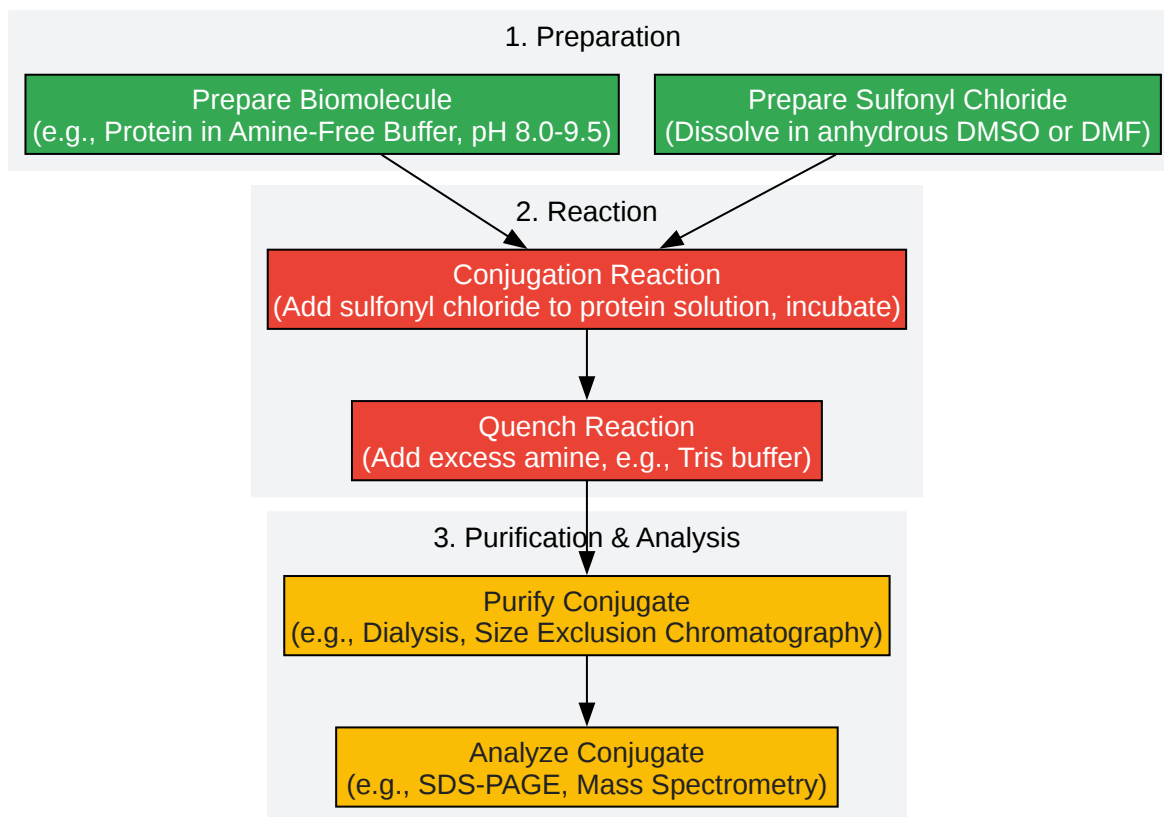 1. Preparation
Prepare Biomolecule
(e.g., Protein in Amine-Free Buffer, pH 8.0-9.5)
Prepare Sulfonyl Chloride
(Dissolve in anhydrous DMSO or DMF)
2. Reaction
Conjugation Reaction
(Add sulfonyl chloride to protein solution, incubate)
Quench Reaction
(Add excess amine, e.g., Tris buffer)
3. Purification & Analysis
Purify Conjugate
(e.g., Dialysis, Size Exclusion Chromatography)
Analyze Conjugate
(e.g., SDS-PAGE, Mass Spectrometry)